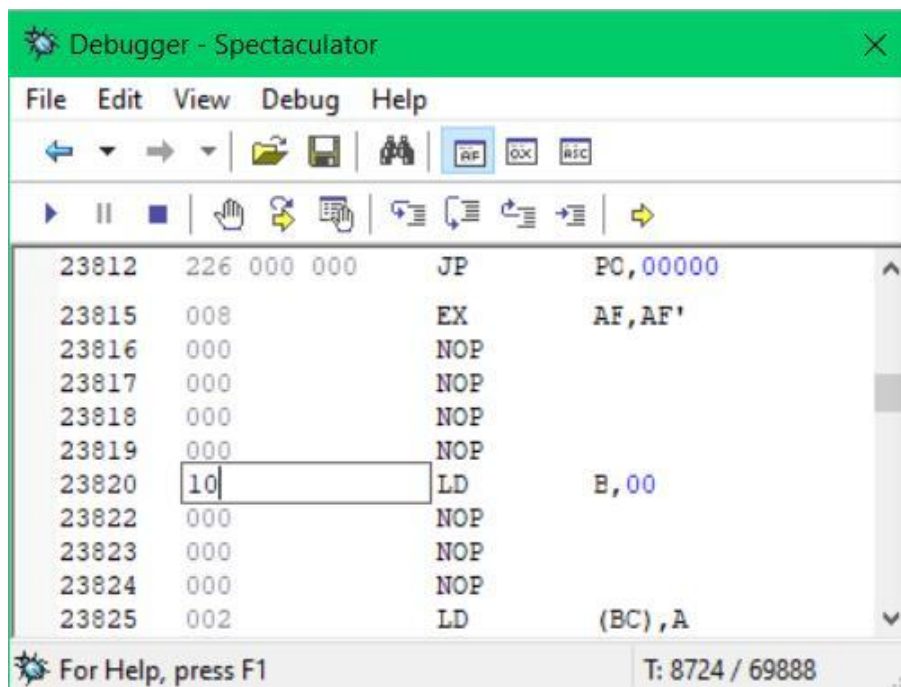 Debugger - Spectaculator
File Edit View Debug Help
AF 0X ASC
23812 226 000 000 JP PC,00000
23815 008 EX AF,AF'
23816 000 NOP
23817 000 NOP
23818 000 NOP
23819 000 NOP
23820 10 LD B,00
23822 000 NOP
23823 000 NOP
23824 000 NOP
23825 002 LD (BC),A
For Help, press F1 T: 8724 / 69888